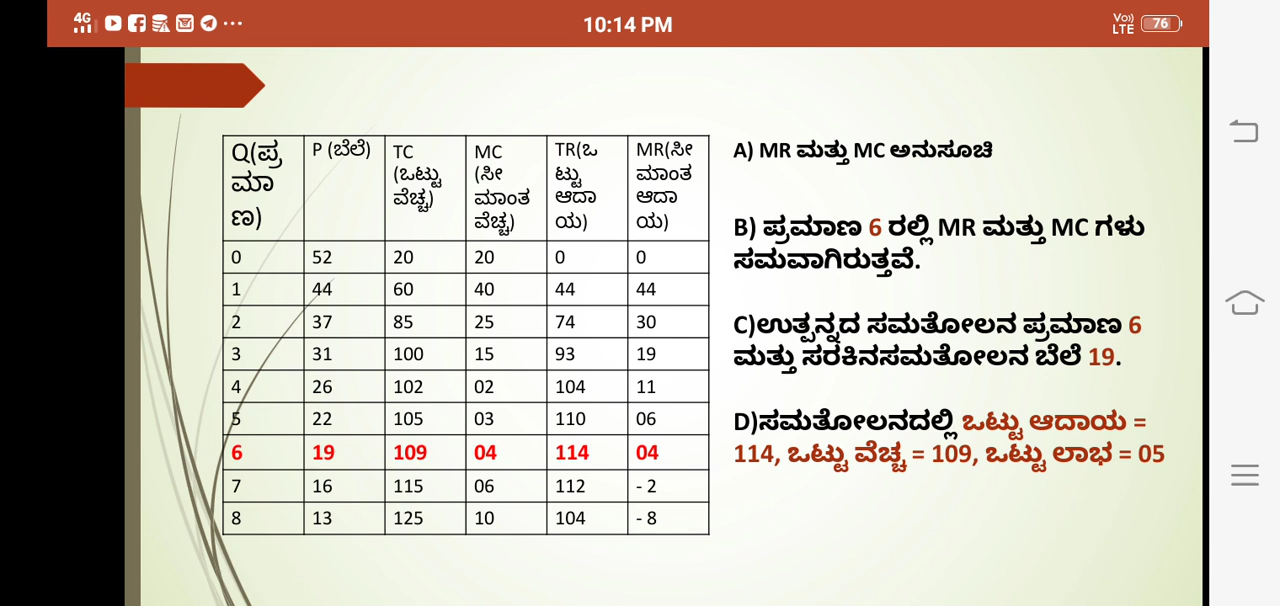 4G
10:14 PM
Vo))
LTE
76
Q(ಪ್ರ
ಮಾ
ಣ)
P (ಬೆಲೆ)
TC
(ಒಟ್ಟು
ವೆಚ್ಚ)
MC
(ಸೀ
ಮಾಂತ
ವೆಚ್ಚ)
TR(ಒ
ಟ್ಟು
ಆದಾ
ಯ)
MR(ಸೀ
ಮಾಂತ
ಆದಾ
ಯ)
0 52 20 20 0 0
1 44 60 40 44 44
2 37 85 25 74 30
3 31 100 15 93 19
4 26 102 02 104 11
5 22 105 03 110 06
6 19 109 04 114 04
7 16 115 06 112 - 2
8 13 125 10 104 - 8
A) MR ಮತ್ತು MC ಅನುಸೂಚಿ
B) ಪ್ರಮಾಣ 6 ರಲ್ಲಿ MR ಮತ್ತು MC ಗಳು
ಸಮವಾಗಿರುತ್ತವೆ.
C)ಉತ್ಪನ್ನದ ಸಮತೋಲನ ಪ್ರಮಾಣ 6
ಮತ್ತು ಸರಕಿನಸಮತೋಲನ ಬೆಲೆ 19.
D)ಸಮತೋಲನದಲ್ಲಿ ಒಟ್ಟು ಆದಾಯ =
114, ಒಟ್ಟು ವೆಚ್ಚ = 109, ಒಟ್ಟು ಲಾಭ = 05